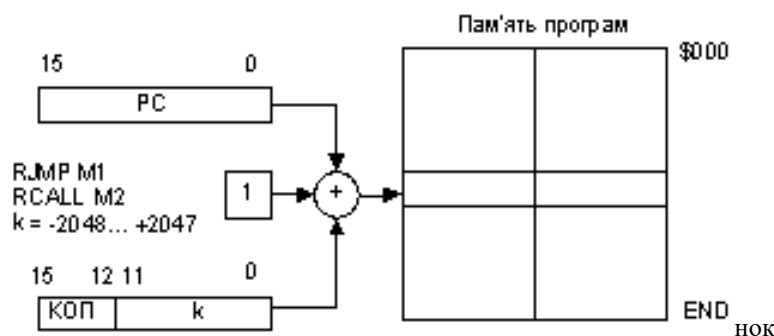 Пам'ять програм
$000
15 0
PC
RJMP M1
RCALL M2
k = -2048... +2047
1
+
15 12 11 0
КОП k
END
нок